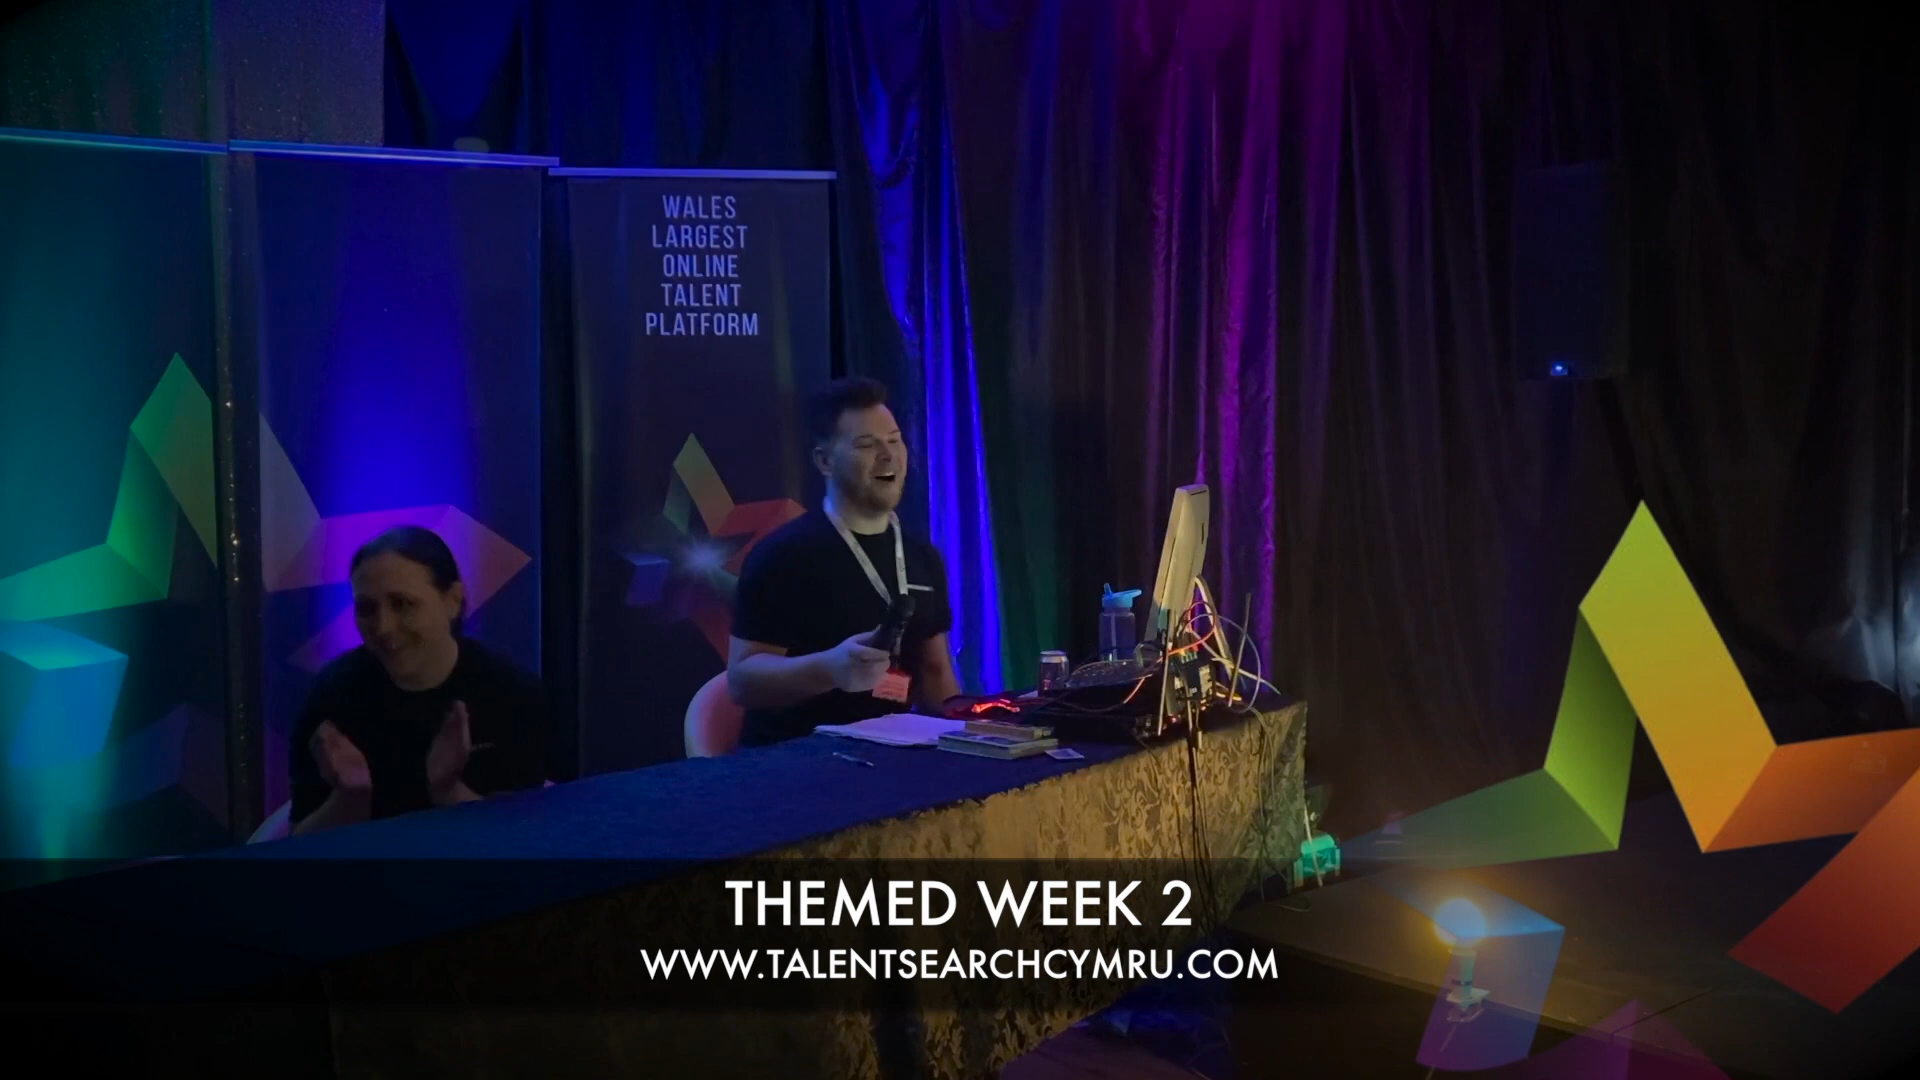 WALES
LARGEST
ONLINE
TALENT
PLATFORM
THEMED WEEK 2
WWW.TALENTSEARCHCYMRU.COM